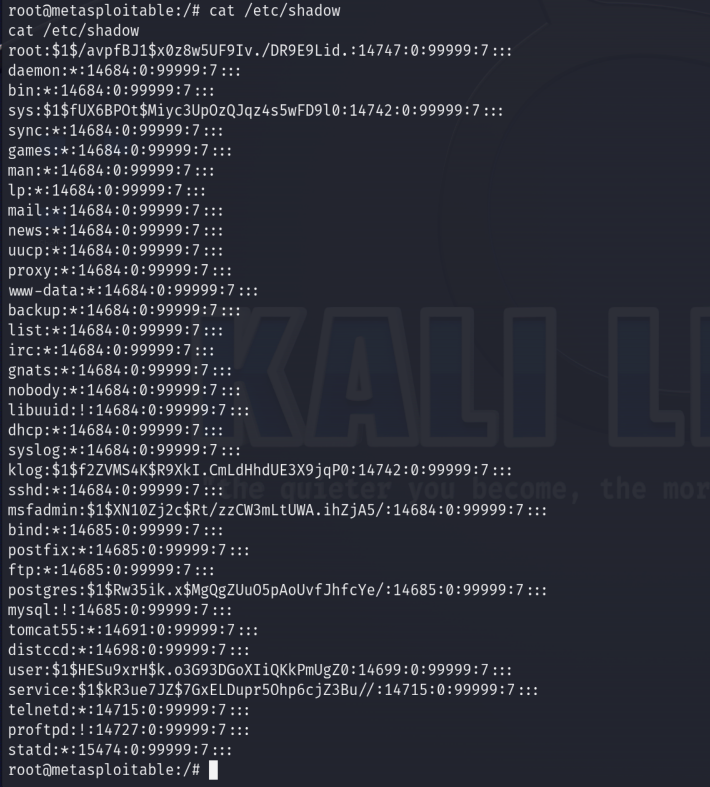 root@metasploitable:/# cat /etc/shadow
cat /etc/shadow
root:$1$/avpfBJ1$x0z8w5UF9Iv./DR9E9Lid.:14747:0:99999:7:::
daemon:*:14684:0:99999:7:::
bin:*:14684:0:99999:7:::
sys:$1$fUX6BPOt$Miyc3UpOzQJqz4s5wFD9l0:14742:0:99999:7:::
sync:*:14684:0:99999:7:::
games:*:14684:0:99999:7:::
man:*:14684:0:99999:7:::
lp:*:14684:0:99999:7:::
mail:*:14684:0:99999:7:::
news:*:14684:0:99999:7:::
uucp:*:14684:0:99999:7:::
proxy:*:14684:0:99999:7:::
www-data:*:14684:0:99999:7:::
backup:*:14684:0:99999:7:::
list:*:14684:0:99999:7:::
irc:*:14684:0:99999:7:::
gnats:*:14684:0:99999:7:::
nobody:*:14684:0:99999:7:::
libuuid:!:14684:0:99999:7:::
dhcp:*:14684:0:99999:7:::
syslog:*:14684:0:99999:7:::
klog:$1$f2ZVMS4K$R9XkI.CmLdHhdUE3X9jqP0:14742:0:99999:7:::
sshd:*:14684:0:99999:7:::
msfadmin:$1$XN10Zj2c$Rt/zzCW3mLtUWA.ihZjA5/:14684:0:99999:7:::
bind:*:14685:0:99999:7:::
postfix:*:14685:0:99999:7:::
ftp:*:14685:0:99999:7:::
postgres:$1$Rw35ik.x$MgQgZUuO5pAoUvfJhfcYe/:14685:0:99999:7:::
mysql:!:14685:0:99999:7:::
tomcat55:*:14691:0:99999:7:::
distccd:*:14698:0:99999:7:::
user:$1$HESu9xrH$k.o3G93DGoXIiQKkPmUgZ0:14699:0:99999:7:::
service:$1$kR3ue7JZ$7GxELDupr5Ohp6cjZ3Bu//:14715:0:99999:7:::
telnetd:*:14715:0:99999:7:::
proftpd:!:14727:0:99999:7:::
statd:*:15474:0:99999:7:::
root@metasploitable:/#
KALI LI
"the quieter you become, the mor